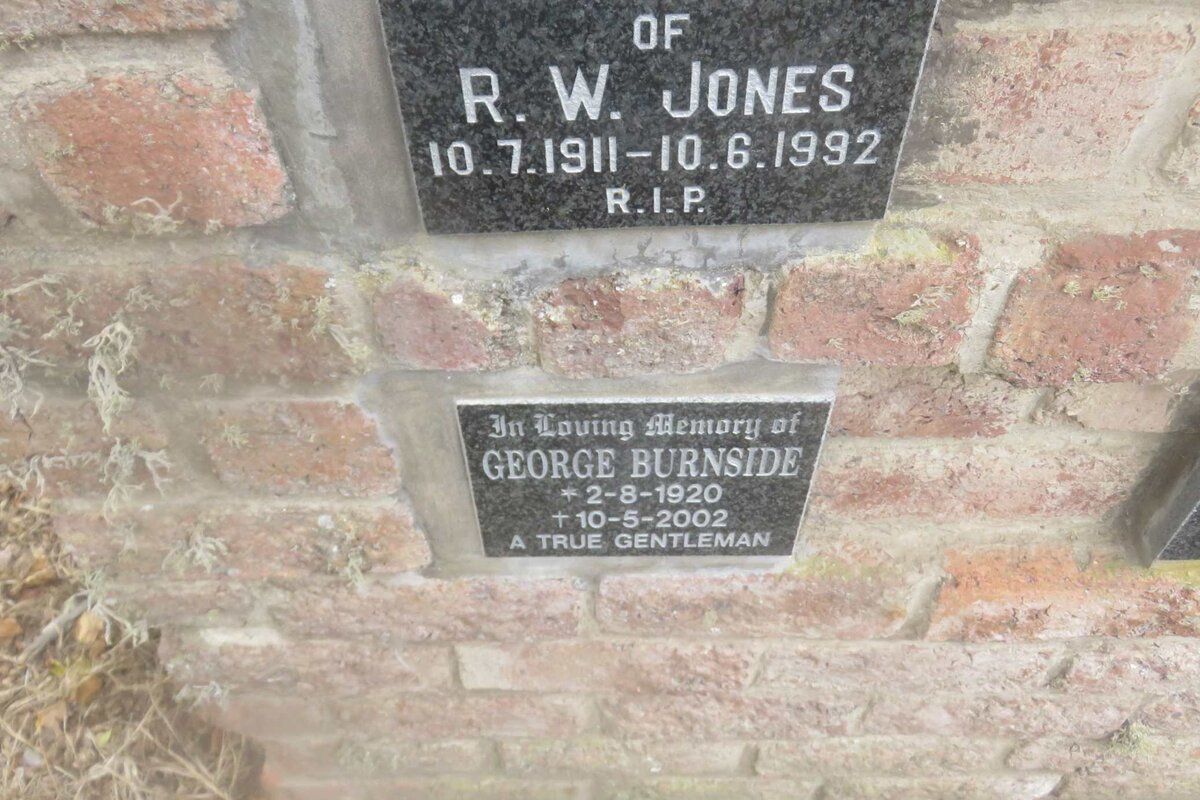 OF
R. W. JONES
10.7.1911-10.6.1992
R.I.P.
In Loving Memory of
GEORGE BURNSIDE
* 2-8-1920
† 10-5-2002
A TRUE GENTLEMAN